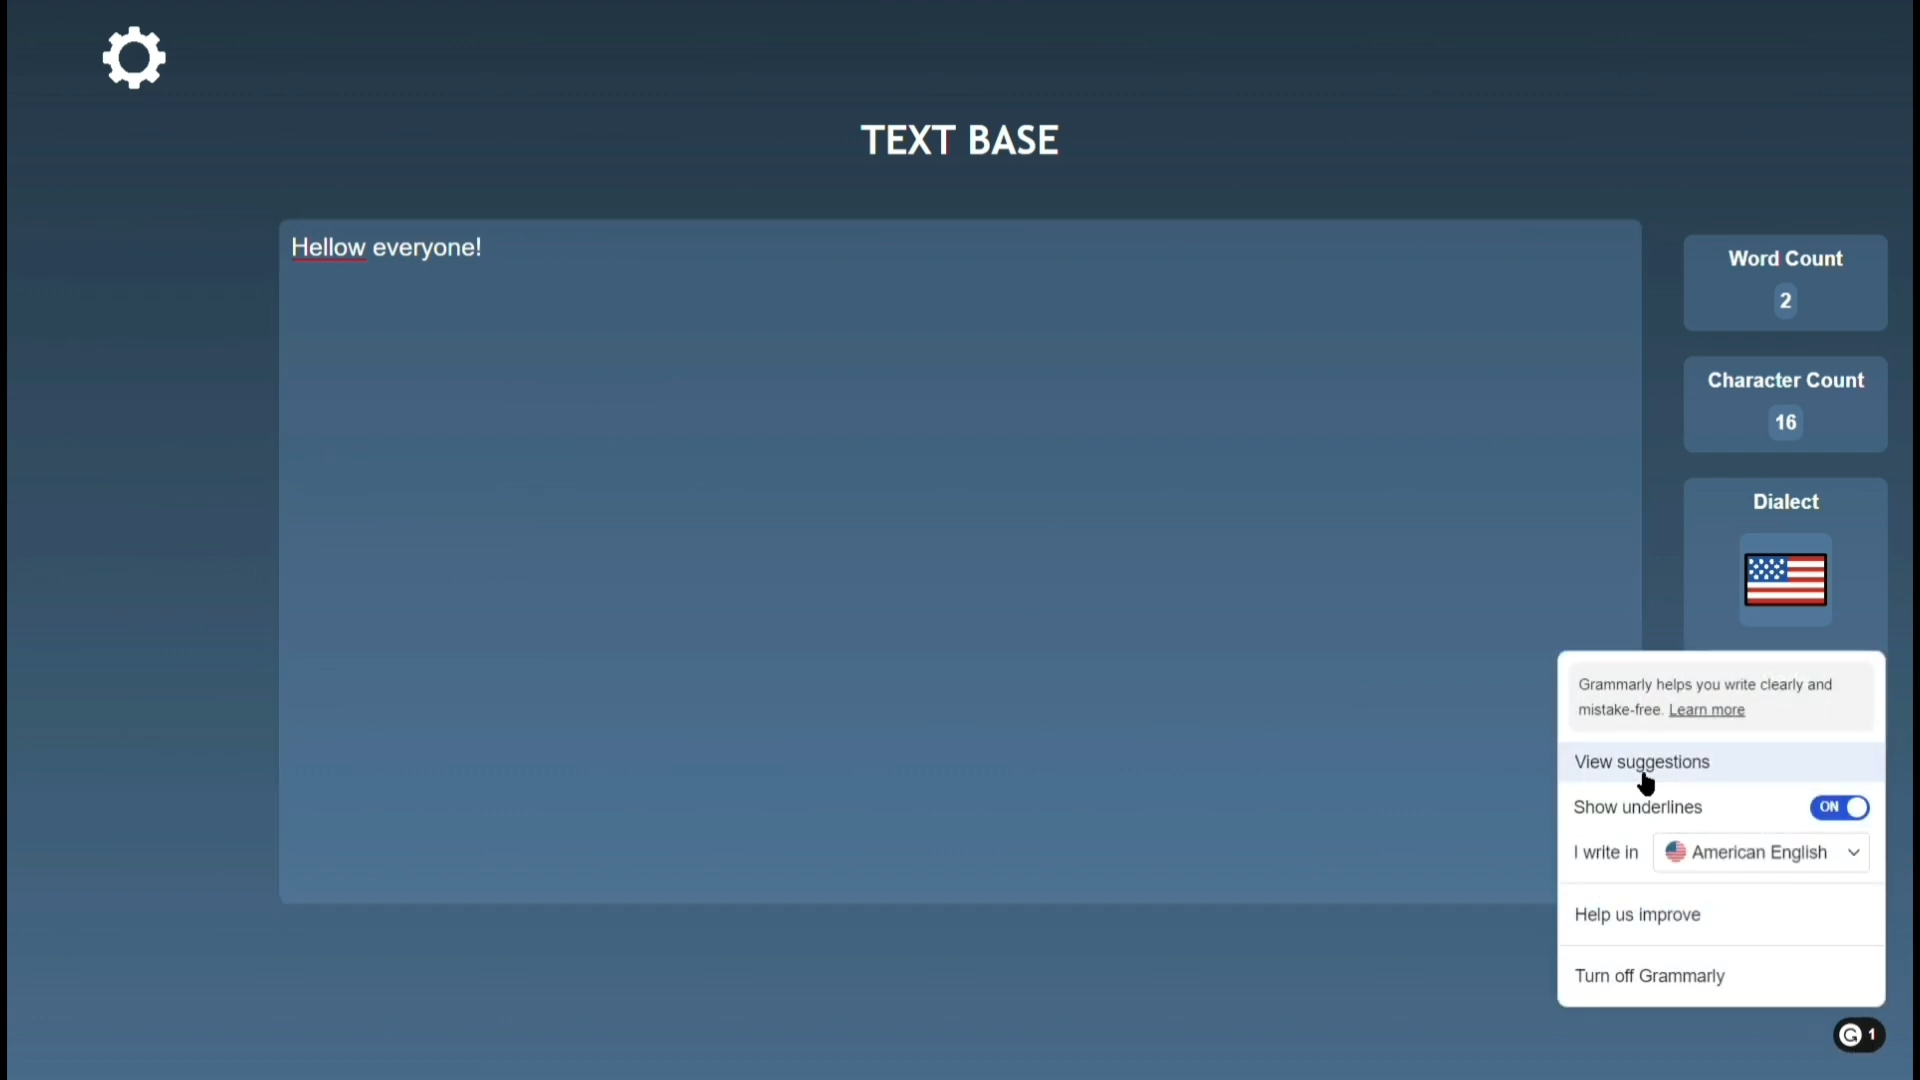 TEXT BASE
Hellow everyone!
Word Count
2
Character Count
16
Dialect
Grammarly helps you write clearly and
mistake-free. Learn more
View suggestions
Show underlines ON
I write in American English
Help us improve
Turn off Grammarly
G 1